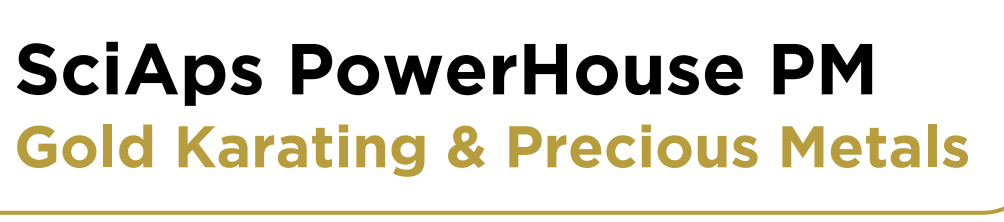 SciAps PowerHouse PM
Gold Karating & Precious Metals